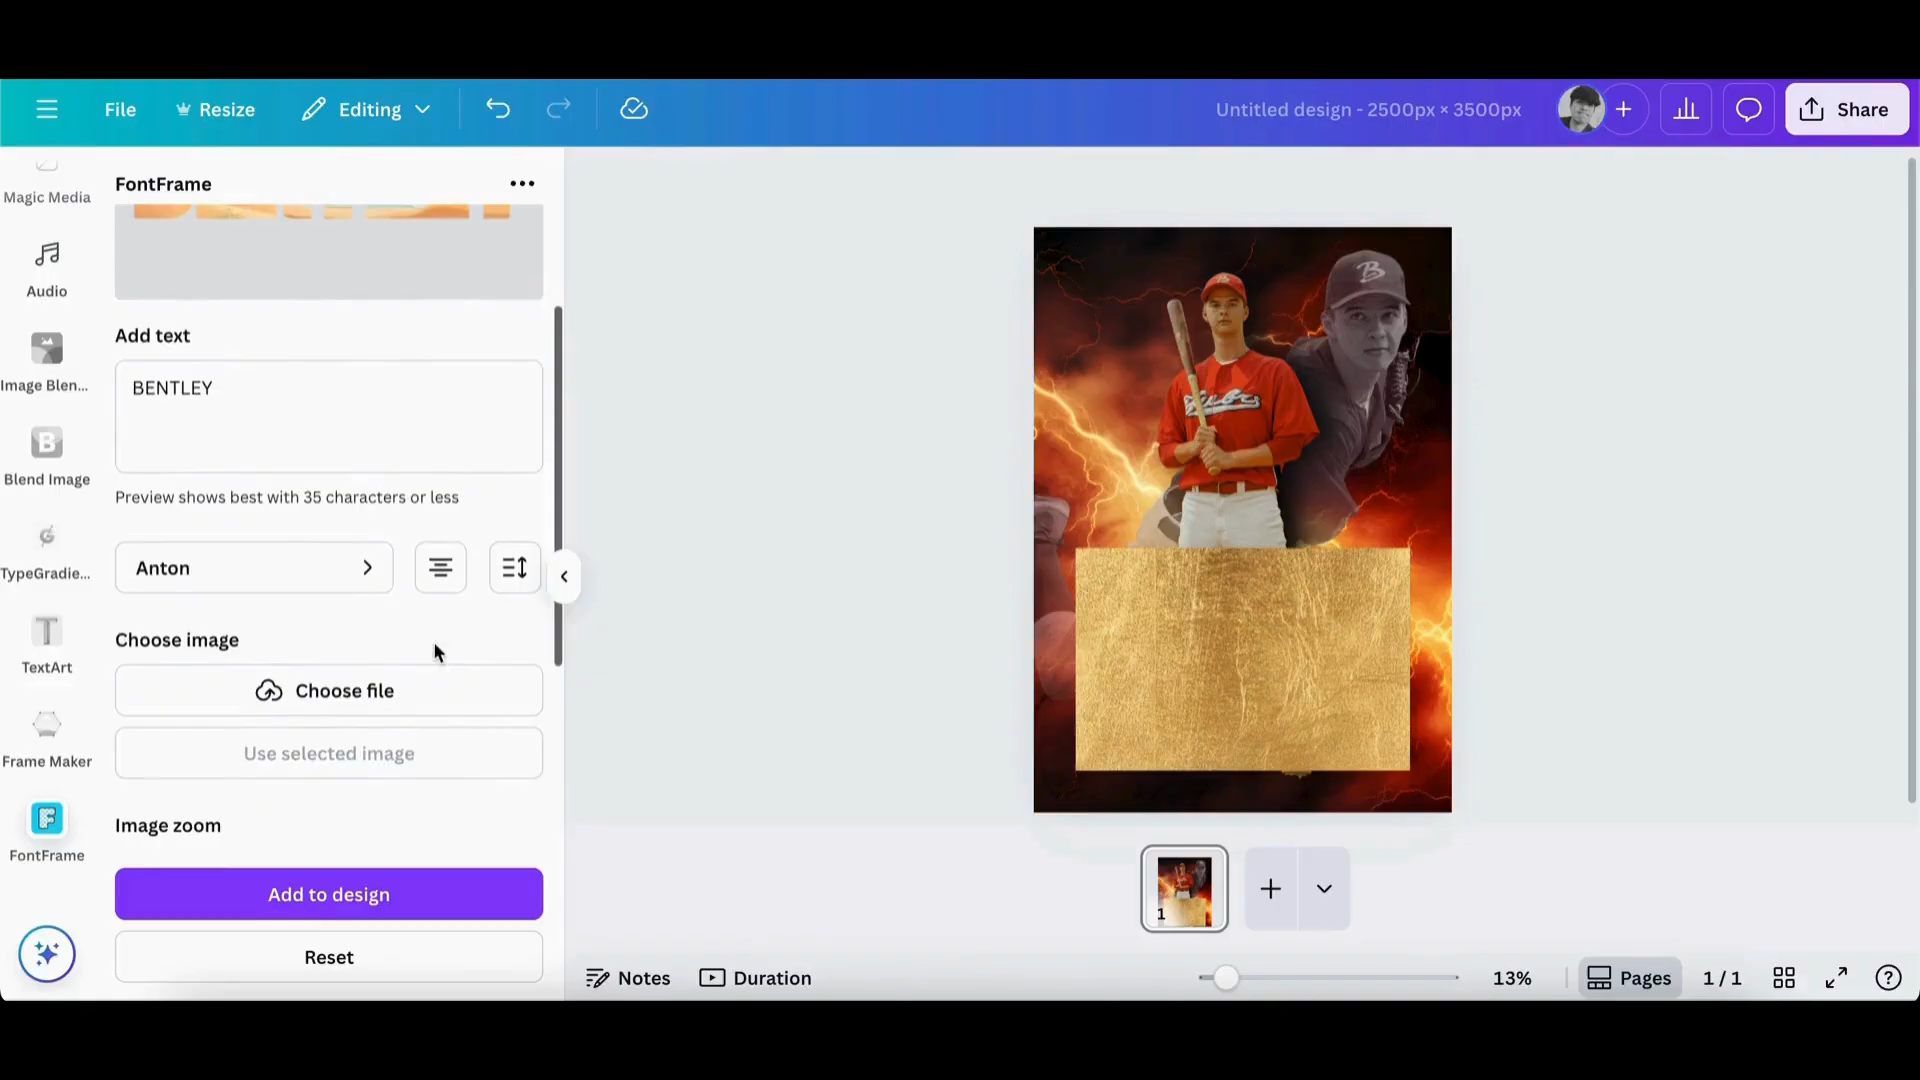 File
Resize
Editing
Untitled design - 2500px × 3500px
Share
Magic Media
Audio
Image Blen...
Blend Image
TypeGradie...
TextArt
Frame Maker
FontFrame
FontFrame
Add text
BENTLEY
Preview shows best with 35 characters or less
Anton
Choose image
Choose file
Use selected image
Image zoom
Add to design
Reset
B
1
Notes
Duration
13%
Pages
1 / 1